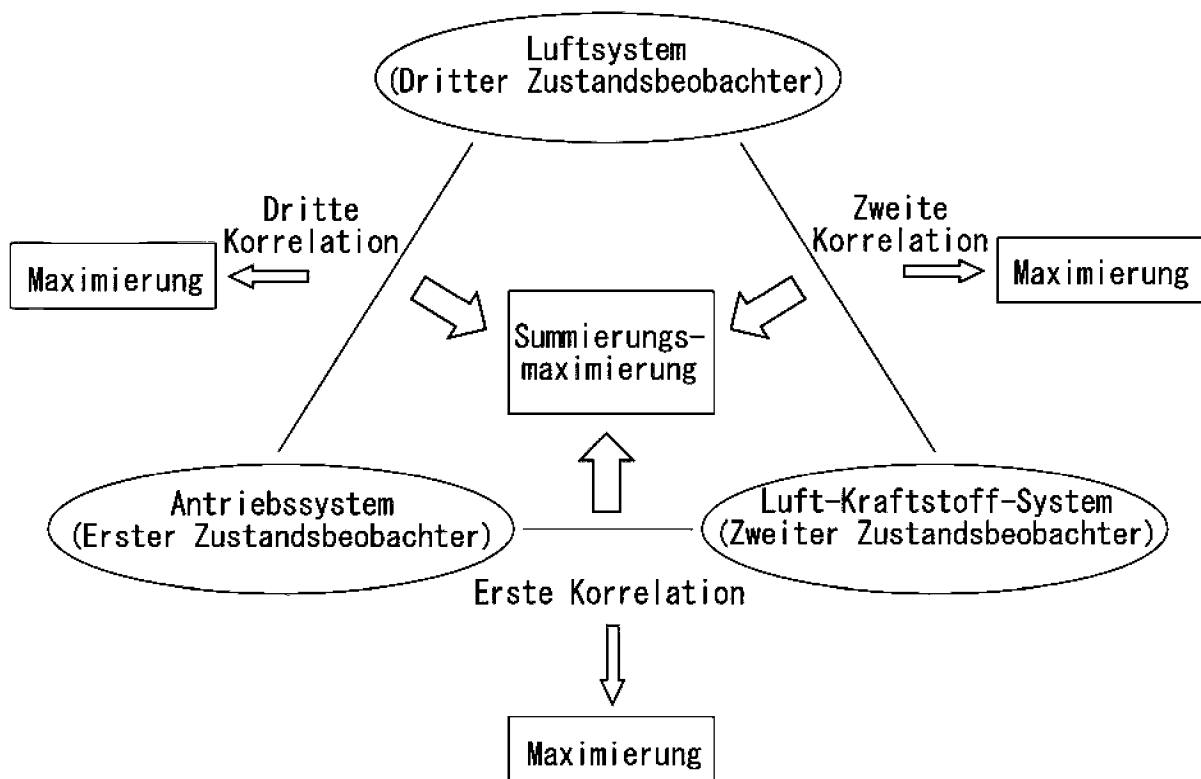 Luftsystem
(Dritter Zustandsbeobachter)
Dritte
Korrelation
Zweite
Korrelation
Maximierung
Maximierung
Summierungs-
maximierung
Antriebssystem
(Erster Zustandsbeobachter)
Luft-Kraftstoff-System
(Zweiter Zustandsbeobachter)
Erste Korrelation
Maximierung